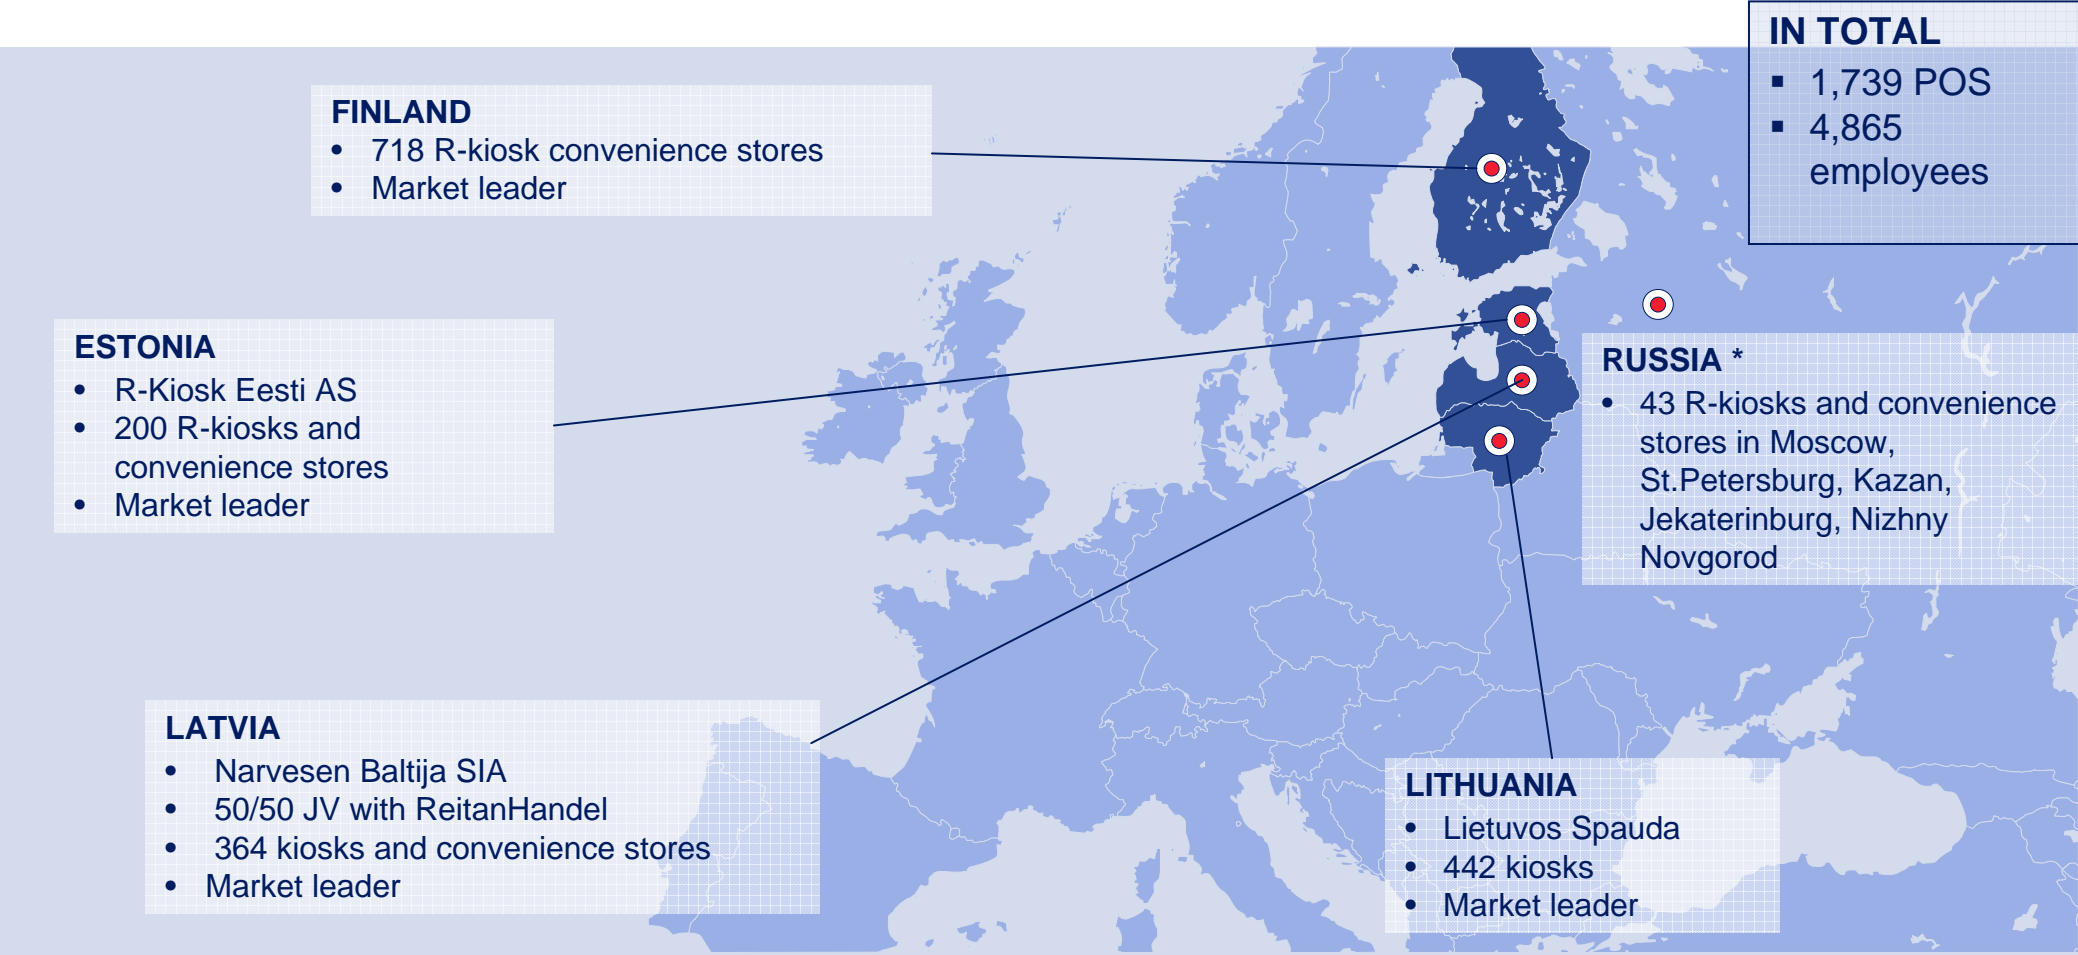 IN TOTAL
▪ 1,739 POS
▪ 4,865
employees
FINLAND
• 718 R-kiosk convenience stores
• Market leader
ESTONIA
• R-Kiosk Eesti AS
• 200 R-kiosks and
convenience stores
• Market leader
RUSSIA *
• 43 R-kiosks and convenience
stores in Moscow,
St.Petersburg, Kazan,
Jekaterinburg, Nizhny
Novgorod
LATVIA
• Narvesen Baltija SIA
• 50/50 JV with ReitanHandel
• 364 kiosks and convenience stores
• Market leader
LITHUANIA
• Lietuvos Spauda
• 442 kiosks
• Market leader